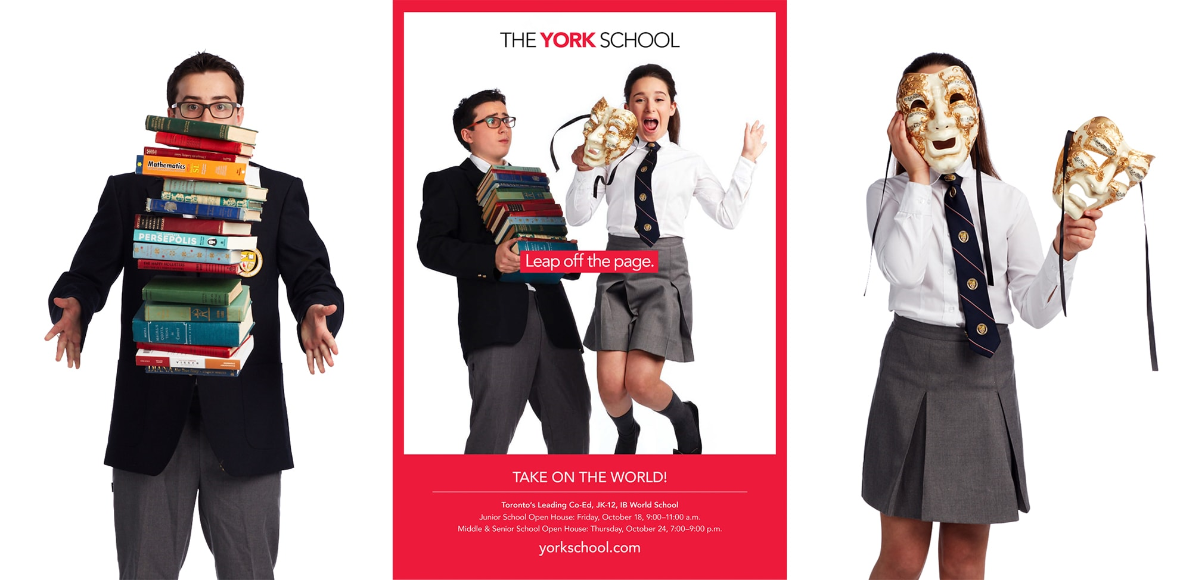 Mathematics
PERSEPOLIS
THE YORK SCHOOL
Leap off the page.
TAKE ON THE WORLD!
Toronto's Leading Co-Ed, JK-12, IB World School
Junior School Open House: Friday, October 18, 9:00–11:00 a.m.
Middle & Senior School Open House: Thursday, October 24, 7:00–9:00 p.m.
yorkschool.com